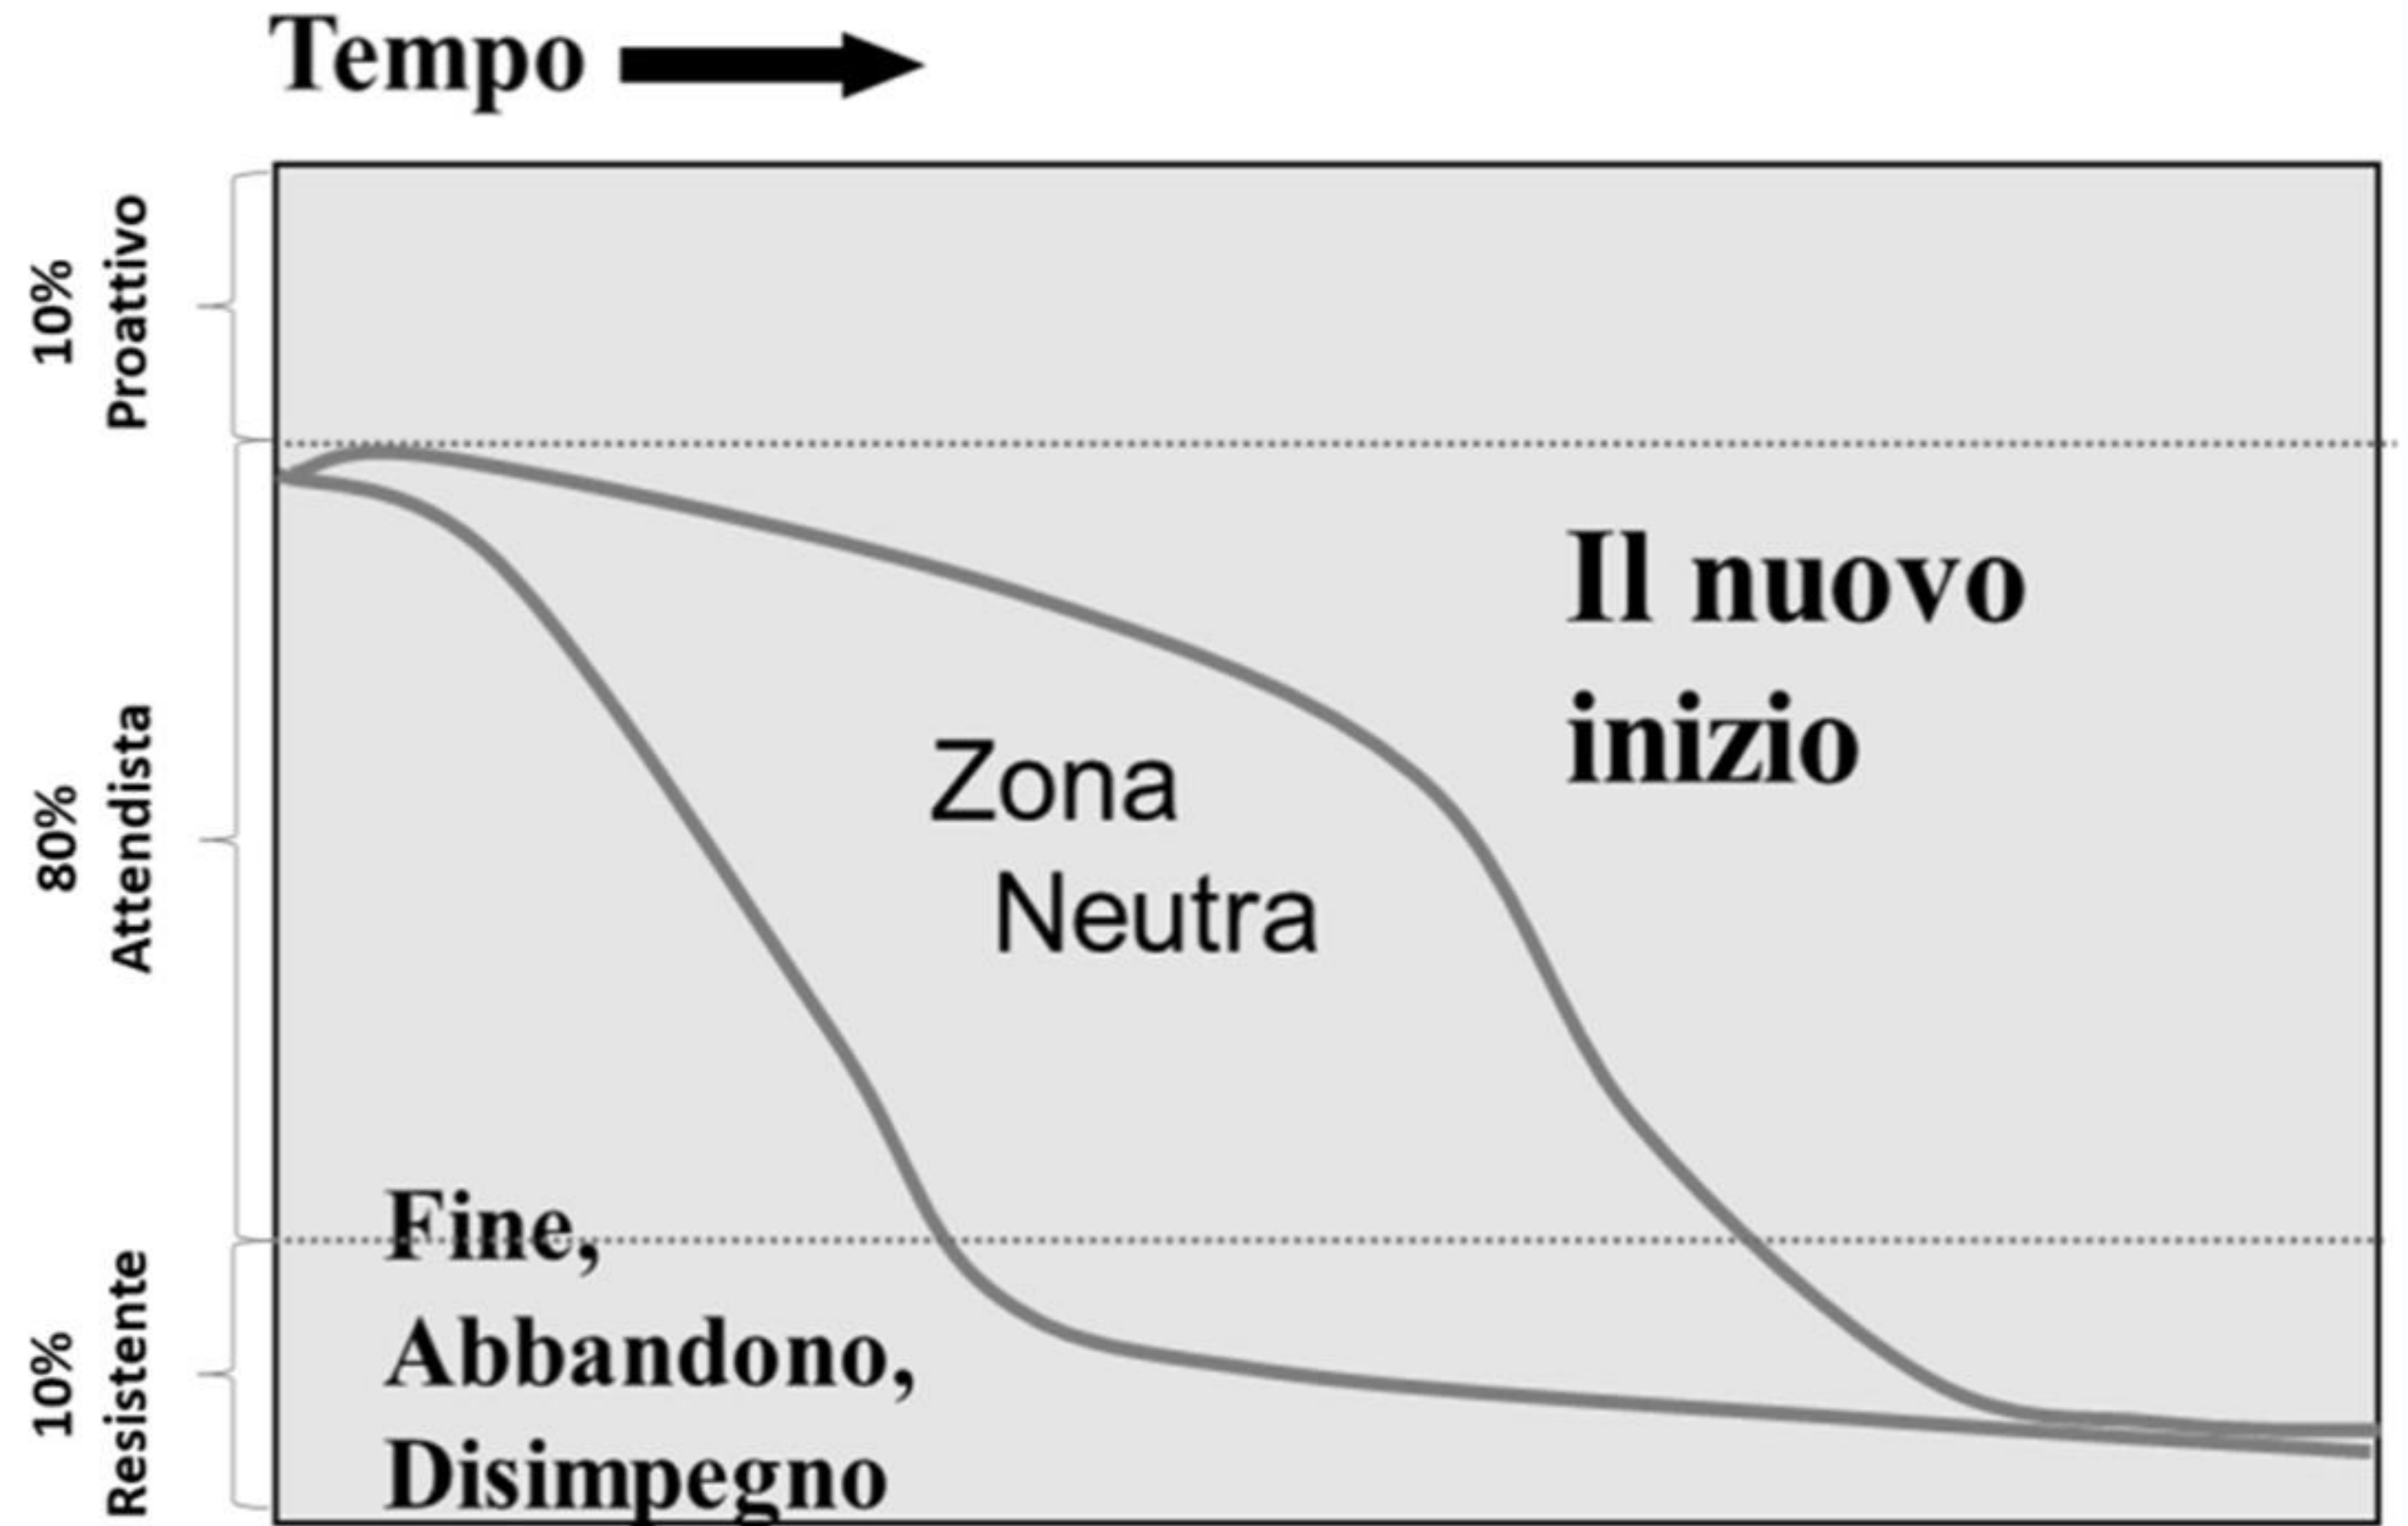 Tempo
10%
Proattivo
80%
Attendista
10%
Resistente
Il nuovo
inizio
Zona
Neutra
Fine,
Abbandono,
Disimpegno